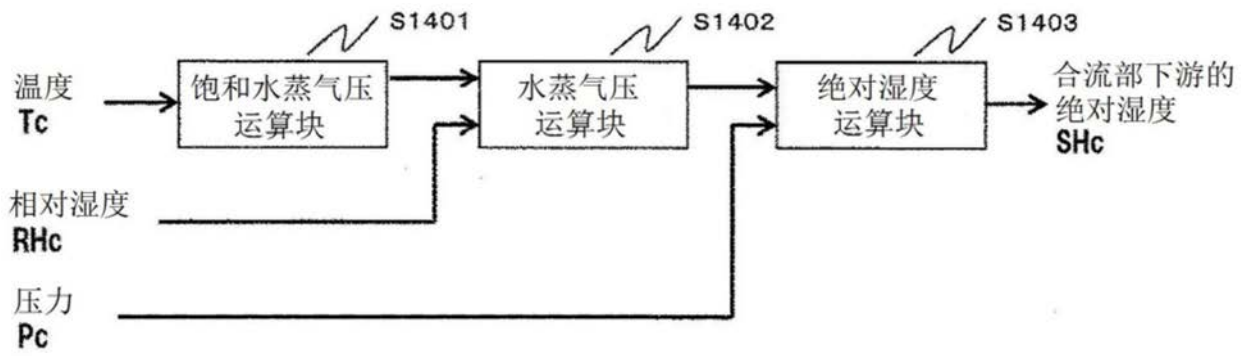 S1401
S1402
S1403
温度
Tc
饱和水蒸气压
运算块
水蒸气压
运算块
绝对湿度
运算块
合流部下游的
绝对湿度
SHc
相对湿度
RHc
压力
Pc